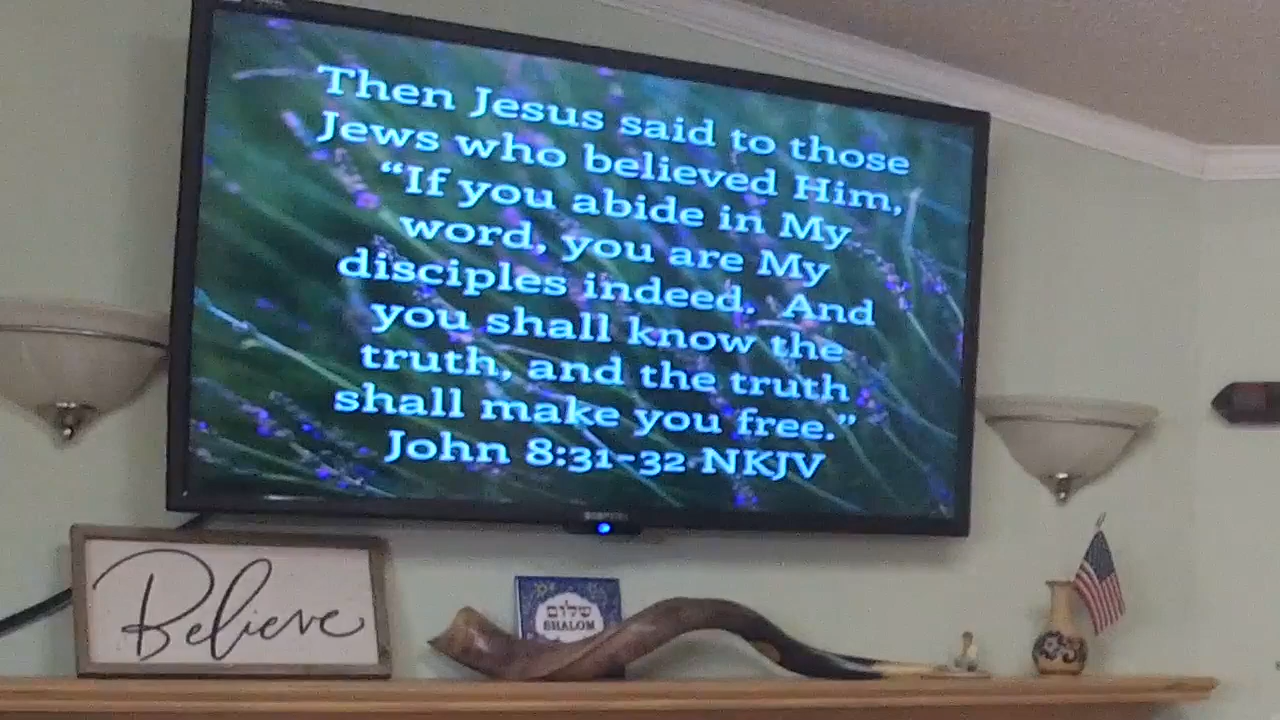 Then Jesus said to those
Jews who believed Him,
“If you abide in My
word, you are My
disciples indeed. And
you shall know the
truth, and the truth
shall make you free.”
John 8:31-32 NKJV
Believe
שלום
SHALOM